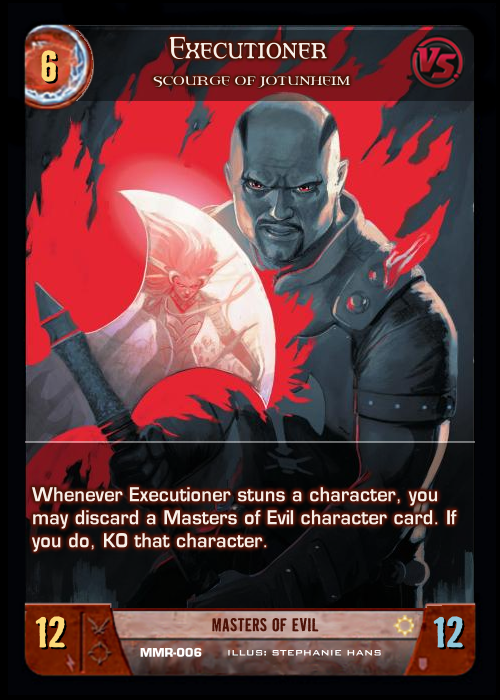 6
Executioner
VS
Scourge of Jotunheim
Whenever Executioner stuns a character, you
may discard a Masters of Evil character card. If
you do, KO that character.
12
MASTERS OF EVIL
12
MMR-006 ILLUS: STEPHANIE HANS